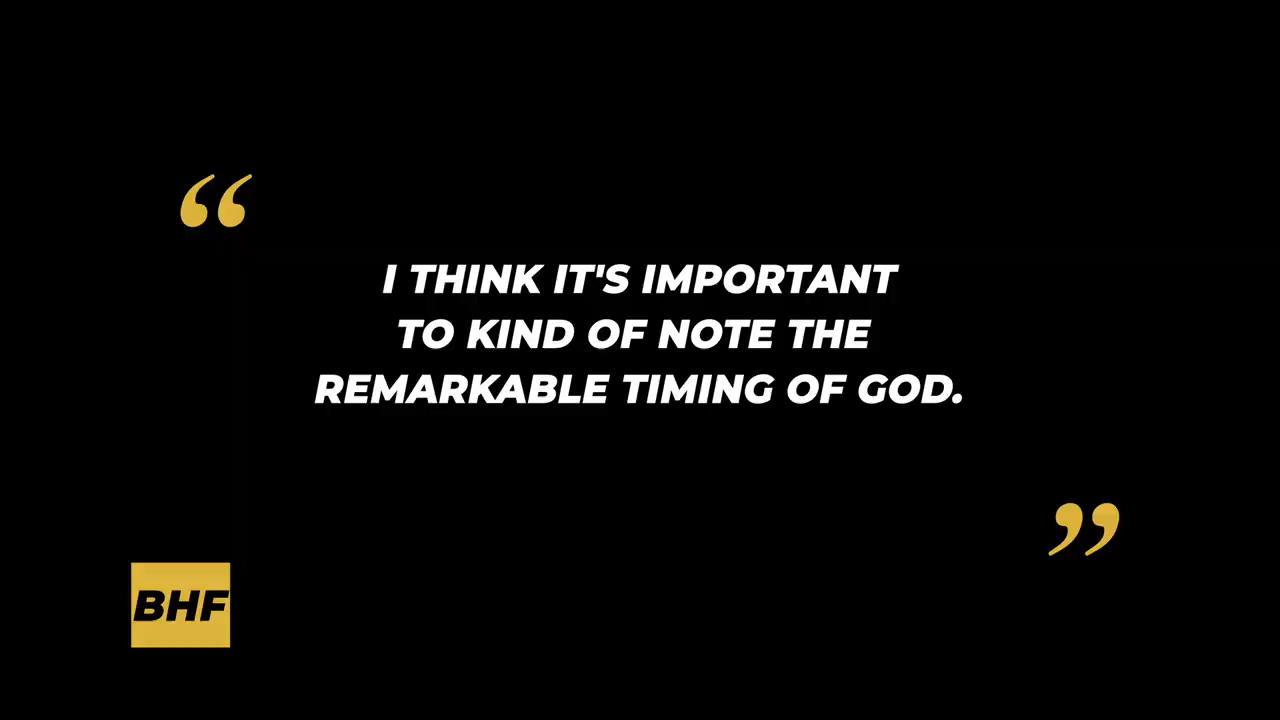 “
I THINK IT'S IMPORTANT
TO KIND OF NOTE THE
REMARKABLE TIMING OF GOD.
”
BHF